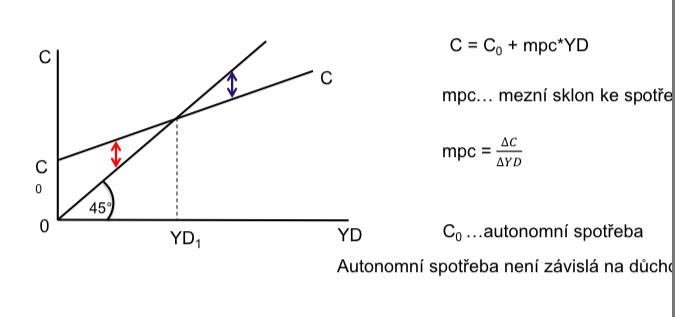 C
C
C
0
45°
0
YD₁
YD
C = C₀ + mpc*YD
mpc… mezní sklon ke spotře
mpc = ΔC/ΔYD
C₀ …autonomní spotřeba
Autonomní spotřeba není závislá na důcho